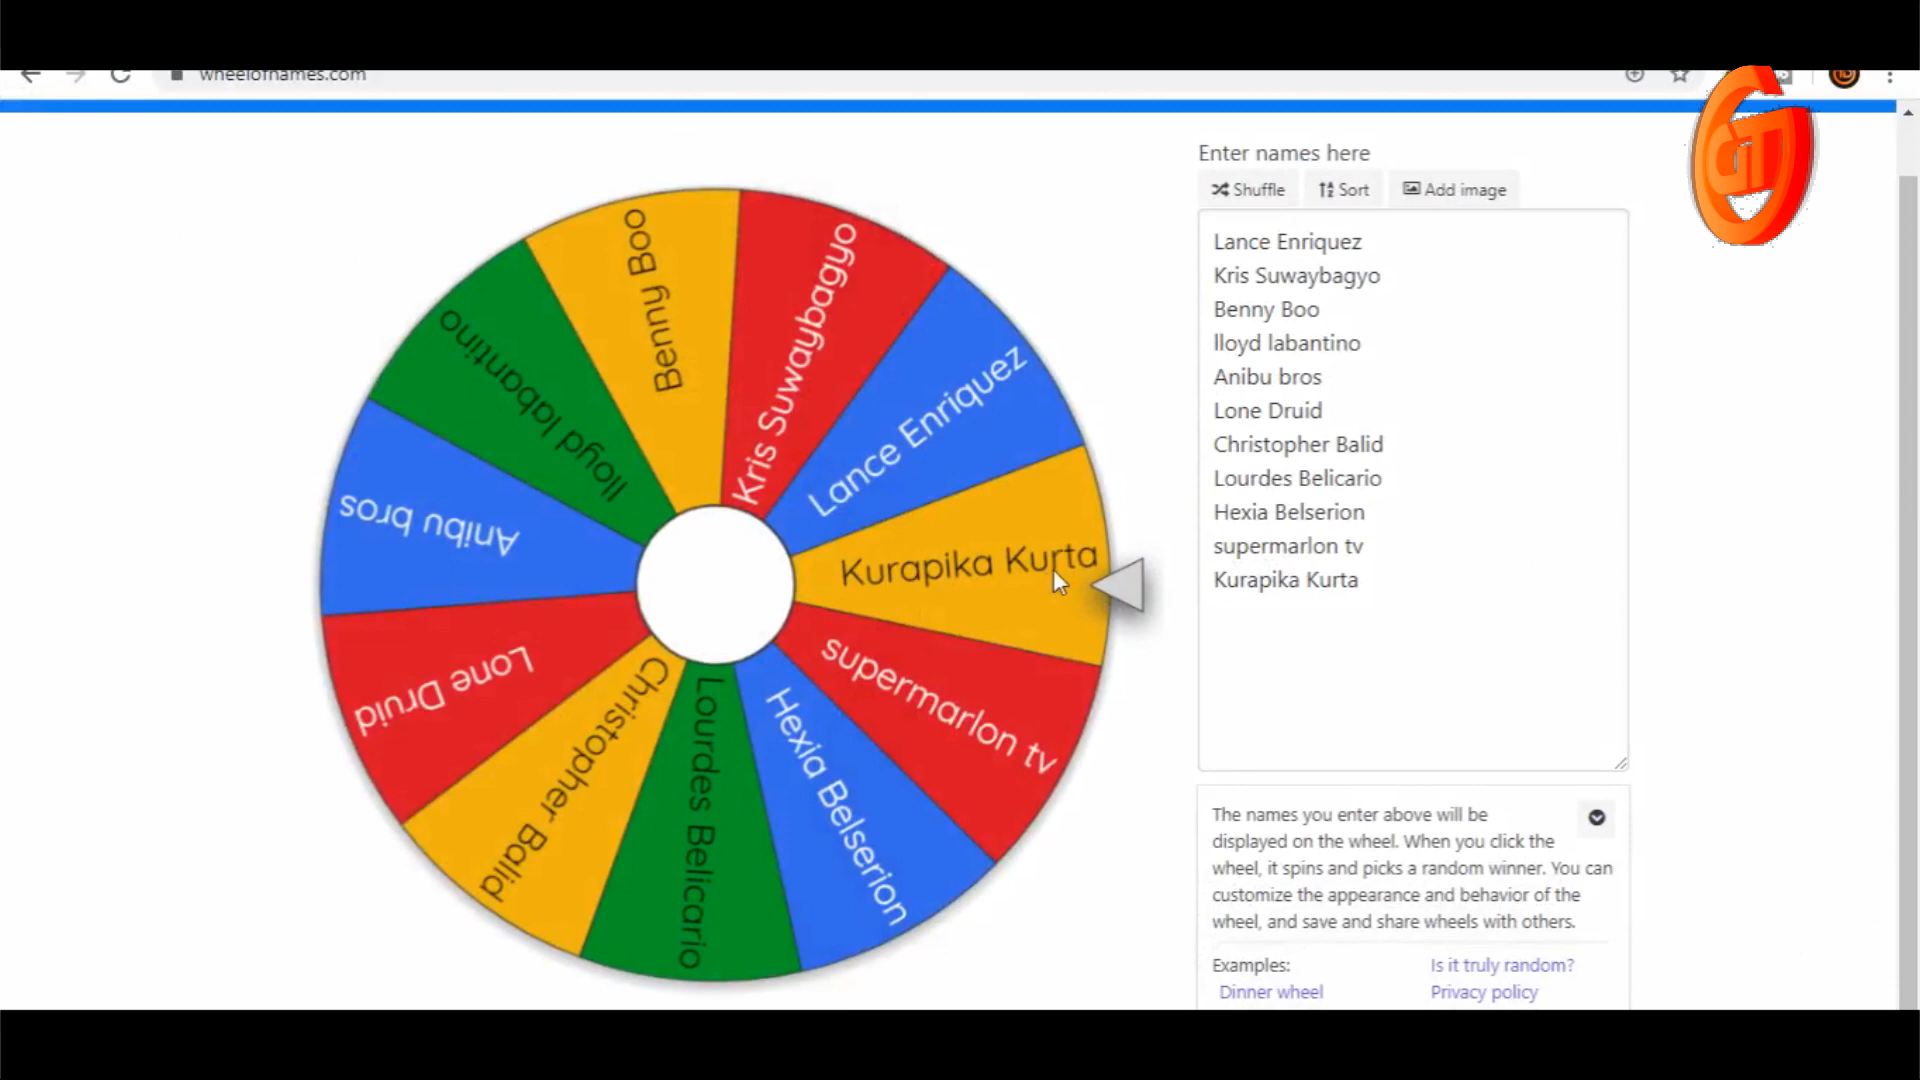 wheelofnames.com
Enter names here
Shuffle Sort Add image
Lance Enriquez
Kris Suwaybagyo
Benny Boo
lloyd labantino
Anibu bros
Lone Druid
Christopher Balid
Lourdes Belicario
Hexia Belserion
supermarlon tv
Kurapika Kurta
Benny Boo
Kris Suwaybagyo
Lance Enriquez
Kurapika Kurta
supermarlon tv
Hexia Belserion
Lourdes Belicario
Christopher Balid
Lone Druid
Anibu bros
lloyd labantino
The names you enter above will be
displayed on the wheel. When you click the
wheel, it spins and picks a random winner. You can
customize the appearance and behavior of the
wheel, and save and share wheels with others.
Examples: Is it truly random?
Dinner wheel Privacy policy